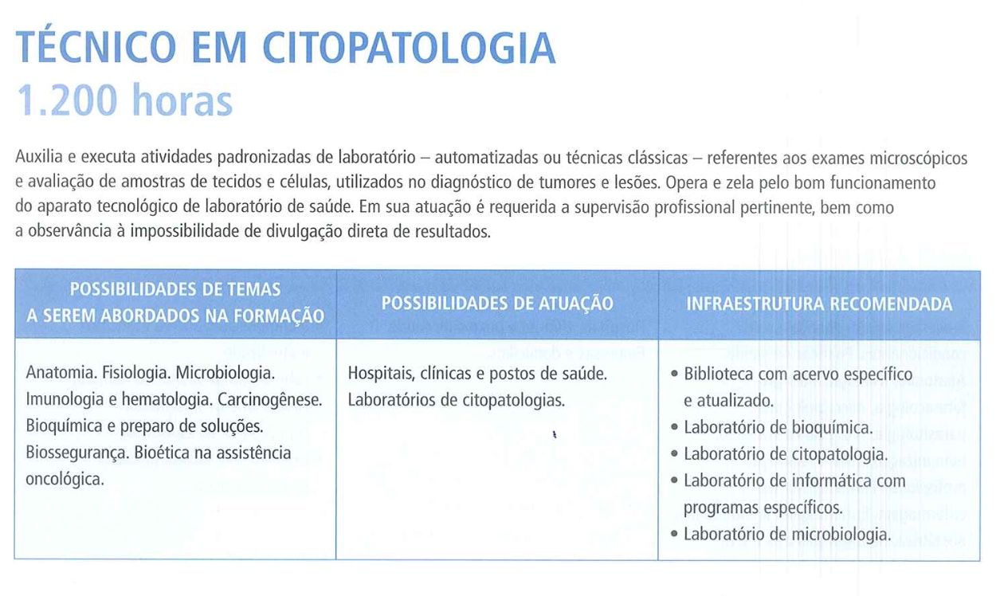 TÉCNICO EM CITOPATOLOGIA
1.200 horas
Auxilia e executa atividades padronizadas de laboratório – automatizadas ou técnicas clássicas – referentes aos exames microscópicos
e avaliação de amostras de tecidos e células, utilizados no diagnóstico de tumores e lesões. Opera e zela pelo bom funcionamento
do aparato tecnológico de laboratório de saúde. Em sua atuação é requerida a supervisão profissional pertinente, bem como
a observância à impossibilidade de divulgação direta de resultados.
POSSIBILIDADES DE TEMAS
A SEREM ABORDADOS NA FORMAÇÃO
Anatomia. Fisiologia. Microbiologia.
Imunologia e hematologia. Carcinogênese.
Bioquímica e preparo de soluções.
Biossegurança. Bioética na assistência
oncológica.
POSSIBILIDADES DE ATUAÇÃO
Hospitais, clínicas e postos de saúde.
Laboratórios de citopatologias.
INFRAESTRUTURA RECOMENDADA
• Biblioteca com acervo específico
e atualizado.
• Laboratório de bioquímica.
• Laboratório de citopatologia.
• Laboratório de informática com
programas específicos.
• Laboratório de microbiologia.